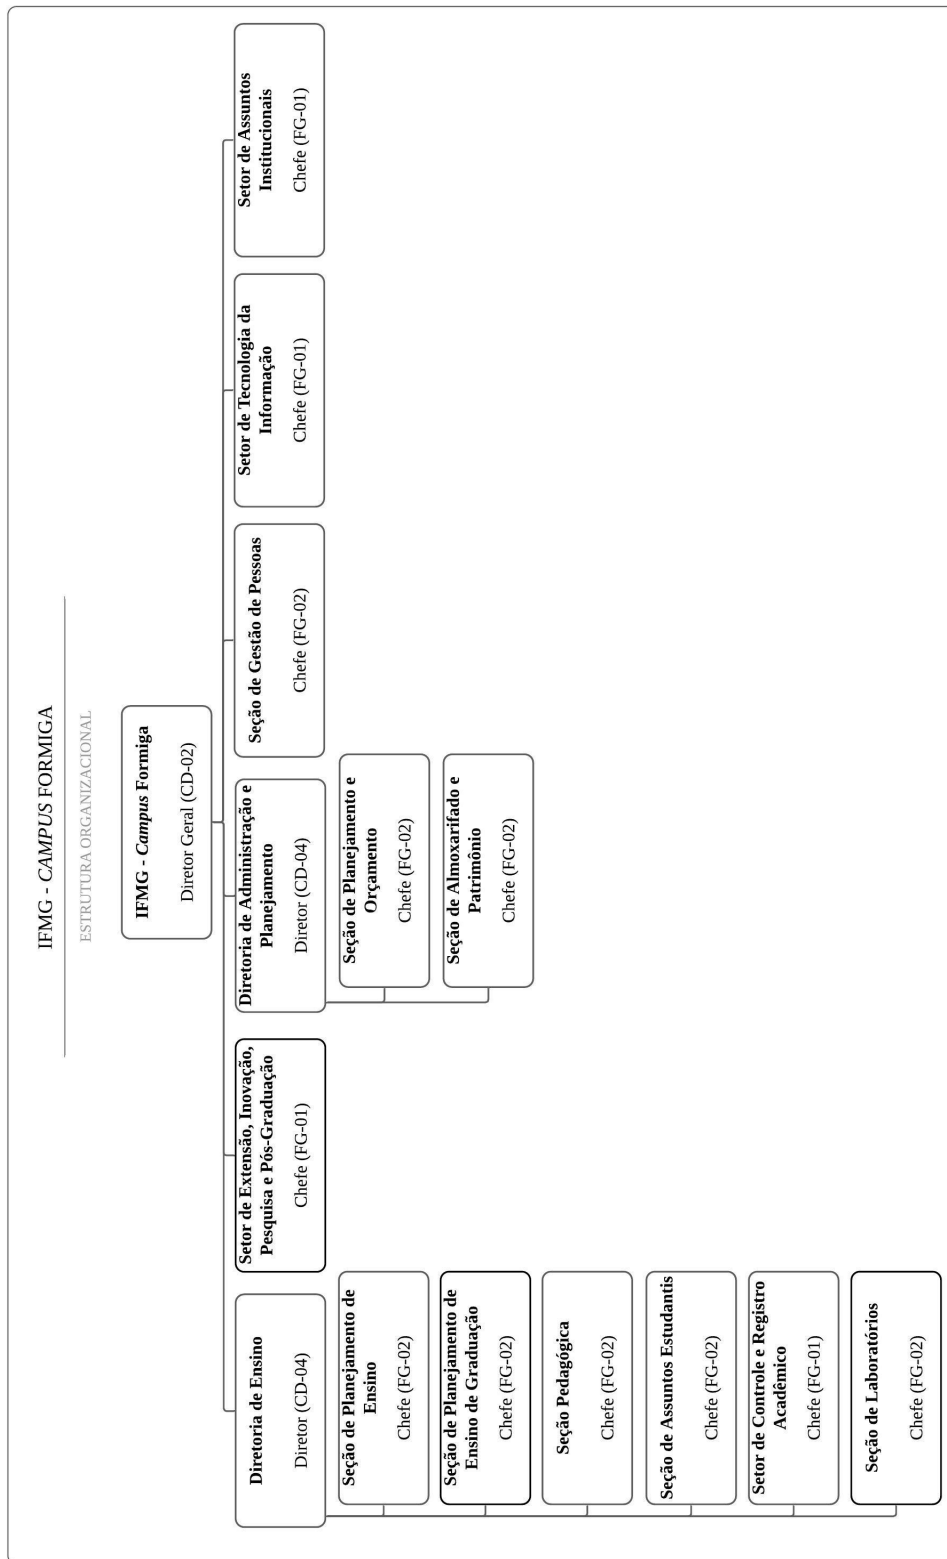 IFMG - CAMPUS FORMIGA
ESTRUTURA ORGANIZACIONAL
IFMG - Campus Formiga
Diretor Geral (CD-02)
Diretoria de Ensino
Diretor (CD-04)
Setor de Extensão, Inovação,
Pesquisa e Pós-Graduação
Chefe (FG-01)
Diretoria de Administração e
Planejamento
Diretor (CD-04)
Seção de Gestão de Pessoas
Chefe (FG-02)
Setor de Tecnologia da
Informação
Chefe (FG-01)
Setor de Assuntos
Institucionais
Chefe (FG-01)
Seção de Planejamento de
Ensino
Chefe (FG-02)
Seção de Planejamento de
Ensino de Graduação
Chefe (FG-02)
Seção Pedagógica
Chefe (FG-02)
Seção de Assuntos Estudantis
Chefe (FG-02)
Setor de Controle e Registro
Acadêmico
Chefe (FG-01)
Seção de Laboratórios
Chefe (FG-02)
Seção de Planejamento e
Orçamento
Chefe (FG-02)
Seção de Almoxarifado e
Patrimônio
Chefe (FG-02)